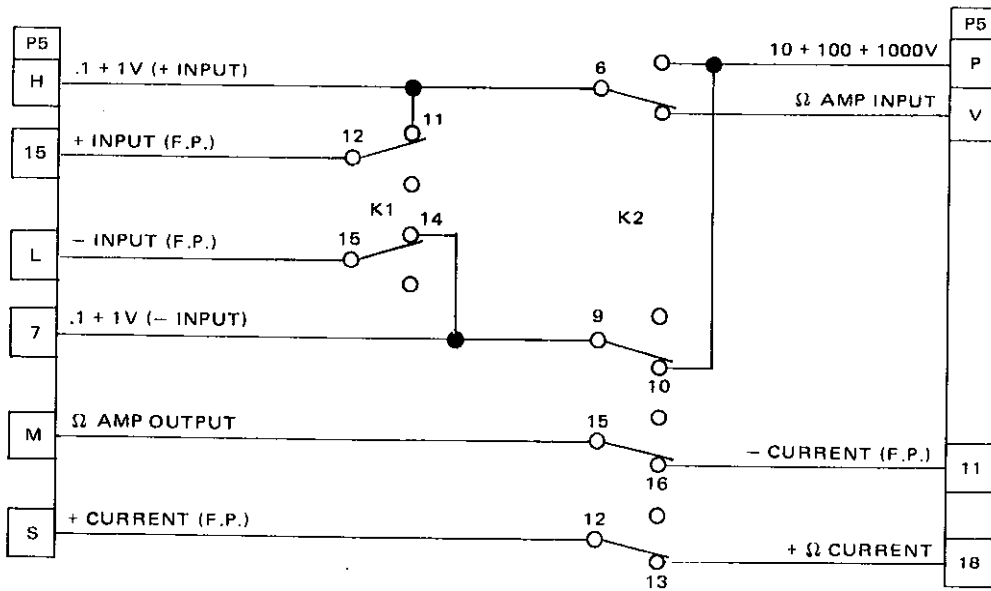 P5
P5
10 + 100 + 1000V
P
H
.1 + 1V (+ INPUT)
6
Ω AMP INPUT
V
11
12
15
+ INPUT (F.P.)
K1
14
K2
15
L
– INPUT (F.P.)
7
.1 + 1V (– INPUT)
9
10
M
Ω AMP OUTPUT
15
– CURRENT (F.P.)
11
16
S
+ CURRENT (F.P.)
12
+ Ω CURRENT
18
13